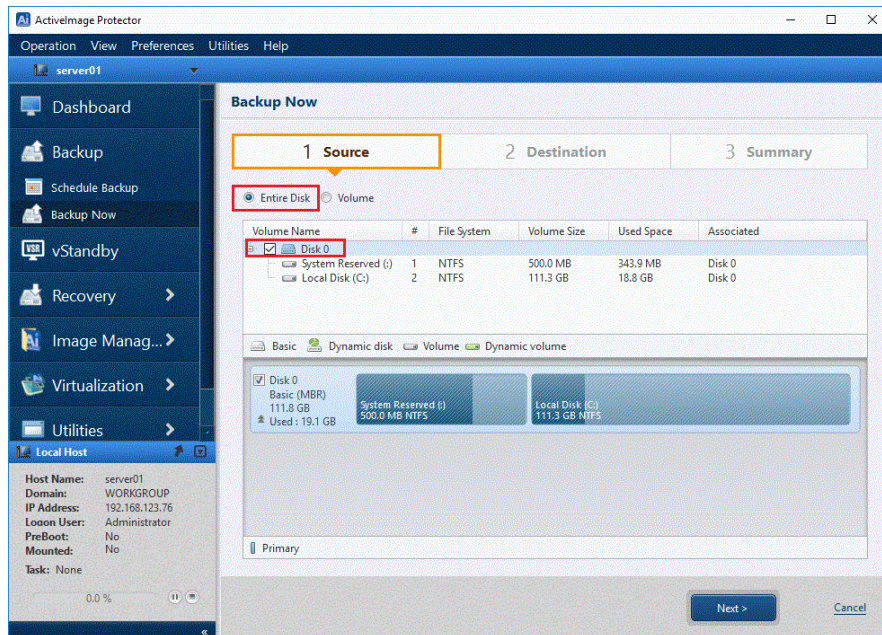 ActiveImage Protector
Operation View Preferences Utilities Help
server01
Dashboard
Backup
Schedule Backup
Backup Now
vStandby
Recovery
Image Manag...
Virtualization
Utilities
Local Host
Host Name: server01
Domain: WORKGROUP
IP Address: 192.168.123.76
Logon User: Administrator
PreBoot: No
Mounted: No
Task: None
0.0 %
Backup Now
1 Source 2 Destination 3 Summary
Entire Disk Volume
Volume Name # File System Volume Size Used Space Associated
Disk 0
System Reserved (:) 1 NTFS 500.0 MB 343.9 MB Disk 0
Local Disk (C:) 2 NTFS 111.3 GB 18.8 GB Disk 0
Basic Dynamic disk Volume Dynamic volume
Disk 0
Basic (MBR)
111.8 GB
Used : 19.1 GB
System Reserved (:)
500.0 MB NTFS
Local Disk (C:)
111.3 GB NTFS
Primary
Next >
Cancel